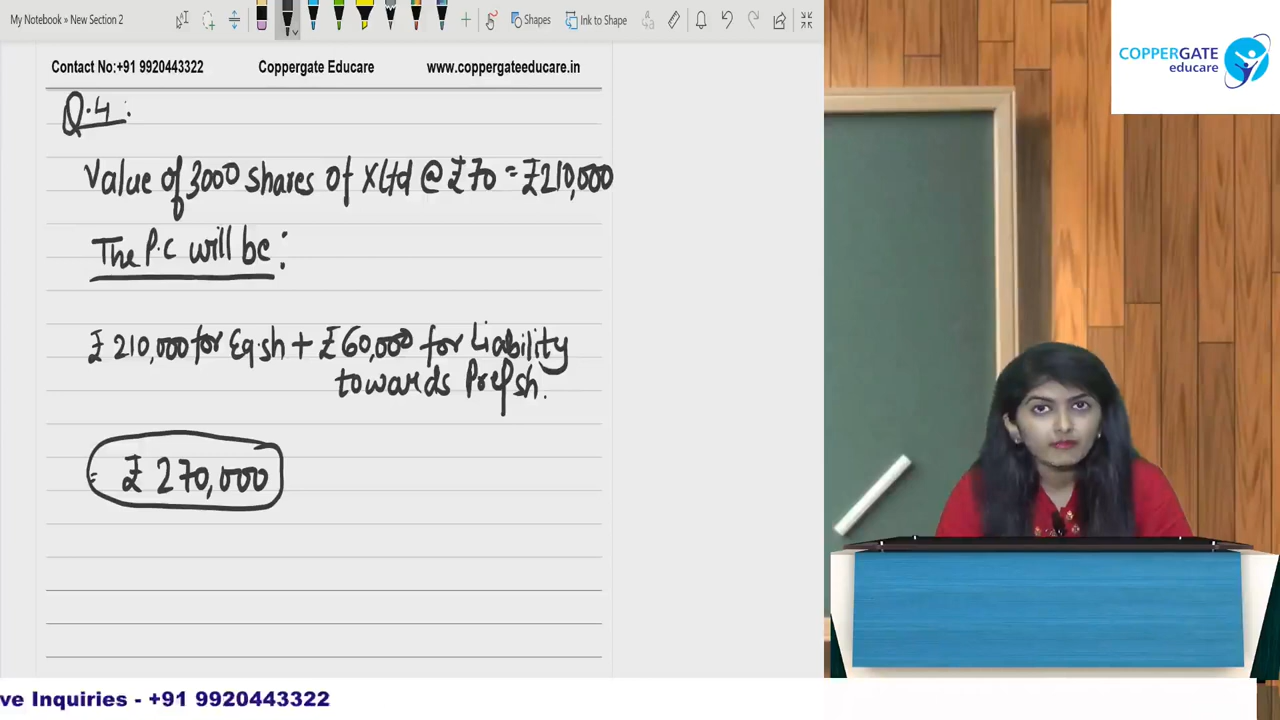 My Notebook » New Section 2
Shapes
Ink to Shape
COPPERGATE
educare
Contact No:+91 9920443322 Coppergate Educare www.coppergateeducare.in
Q.4:
Value of 3000 shares of X Ltd @ ₹70 = ₹210,000
The P.C will be:
₹210,000 for Eq.sh + ₹60,000 for Liability
towards Pref sh.
= ₹270,000
ve Inquiries - +91 9920443322